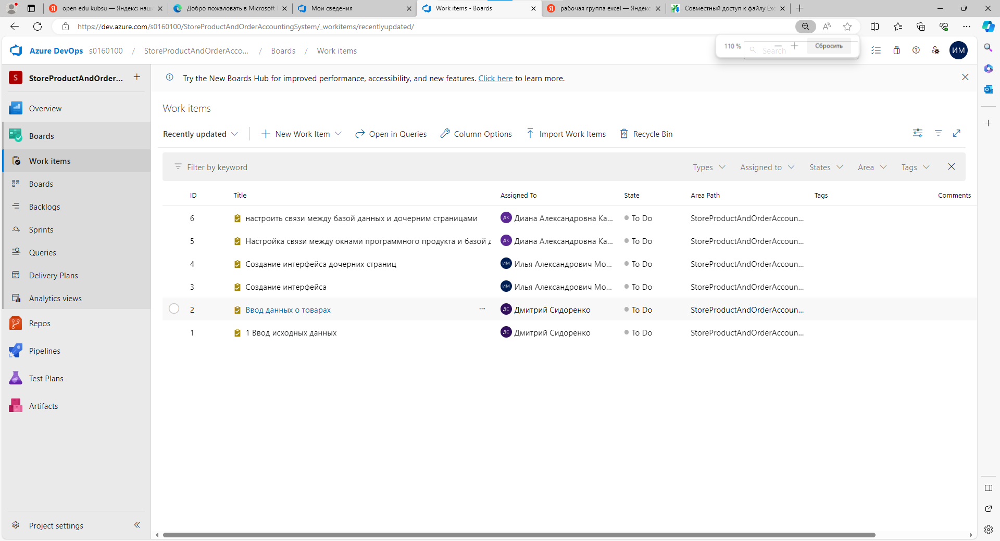 open edu kubsu — Яндекс: наш
Добро пожаловать в Microsoft
Мои сведения
Work items - Boards
рабочая группа excel — Яндекс
Совместный доступ к файлу Exc
https://dev.azure.com/s0160100/StoreProductAndOrderAccountingSystem/_workitems/recentlyupdated/
Azure DevOps s0160100 / StoreProductAndOrderAcco... / Boards / Work items
110 % Search Сбросить
ИМ
S StoreProductAndOrder...
Try the New Boards Hub for improved performance, accessibility, and new features. Click here to learn more.
Overview
Boards
Work items
Boards
Backlogs
Sprints
Queries
Delivery Plans
Analytics views
Repos
Pipelines
Test Plans
Artifacts
Project settings
Work items
Recently updated New Work Item Open in Queries Column Options Import Work Items Recycle Bin
Filter by keyword Types Assigned to States Area Tags
ID Title Assigned To State Area Path Tags Comments
6 настроить связи между базой данных и дочерним страницами ДК Диана Александровна Ка... To Do StoreProductAndOrderAccoun...
5 Настройка связи между окнами программного продукта и базой д ДК Диана Александровна Ка... To Do StoreProductAndOrderAccoun...
4 Создание интерфейса дочерних страниц ИМ Илья Александрович Мо... To Do StoreProductAndOrderAccoun...
3 Создание интерфейса ИМ Илья Александрович Мо... To Do StoreProductAndOrderAccoun...
2 Ввод данных о товарах ... ДС Дмитрий Сидоренко To Do StoreProductAndOrderAccoun...
1 1 Ввод исходных данных ДС Дмитрий Сидоренко To Do StoreProductAndOrderAccoun...